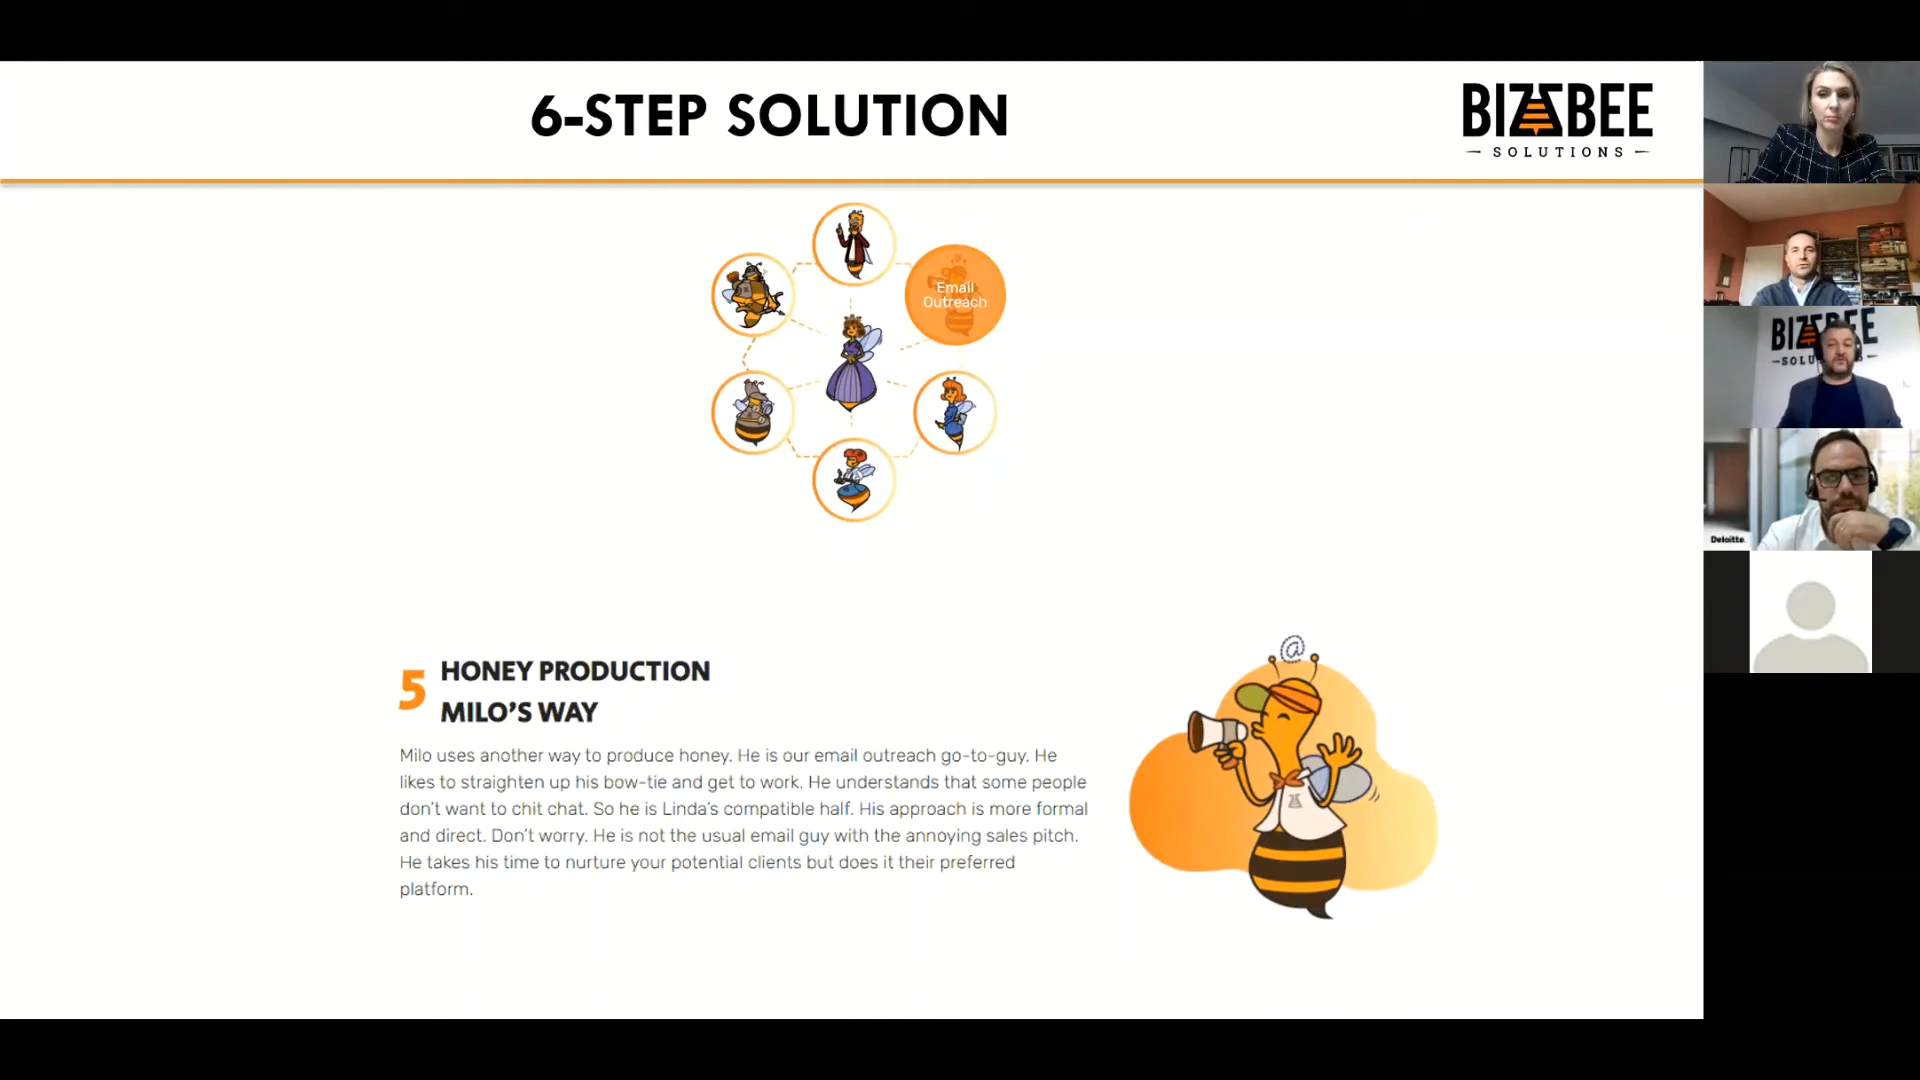 6-STEP SOLUTION
BIZZBEE
SOLUTIONS
Email
Outreach
5
HONEY PRODUCTION
MILO'S WAY
Milo uses another way to produce honey. He is our email outreach go-to-guy. He
likes to straighten up his bow-tie and get to work. He understands that some people
don't want to chit chat. So he is Linda's compatible half. His approach is more formal
and direct. Don't worry. He is not the usual email guy with the annoying sales pitch.
He takes his time to nurture your potential clients but does it their preferred
platform.
@
Deloitte.